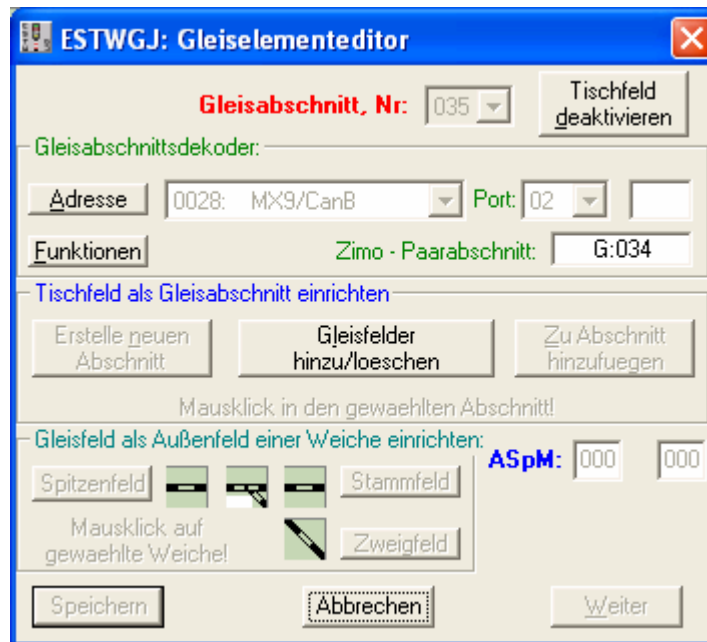 ESTWGJ: Gleiselementeditor
Gleisabschnitt, Nr: 035
Tischfeld
deaktivieren
Gleisabschnittsdekoder:
Adresse 0028: MX9/CanB Port: 02
Funktionen Zimo - Paarabschnitt: G:034
Tischfeld als Gleisabschnitt einrichten
Erstelle neuen
Abschnitt
Gleisfelder
hinzu/loeschen
Zu Abschnitt
hinzufuegen
Mausklick in den gewaehlten Abschnitt!
Gleisfeld als Außenfeld einer Weiche einrichten:
ASpM: 000 000
Spitzenfeld Stammfeld
Mausklick auf
gewaehlte Weiche!
Zweigfeld
Speichern Abbrechen Weiter